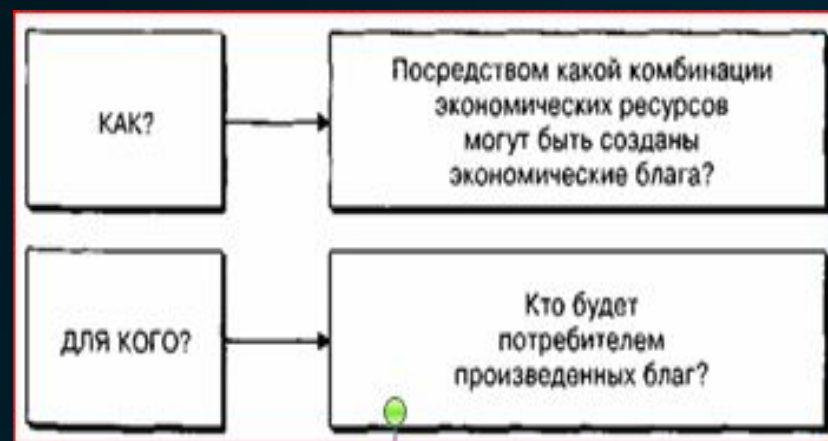 КАК?
Посредством какой комбинации
экономических ресурсов
могут быть созданы
экономические блага?
ДЛЯ КОГО?
Кто будет
потребителем
произведенных благ?